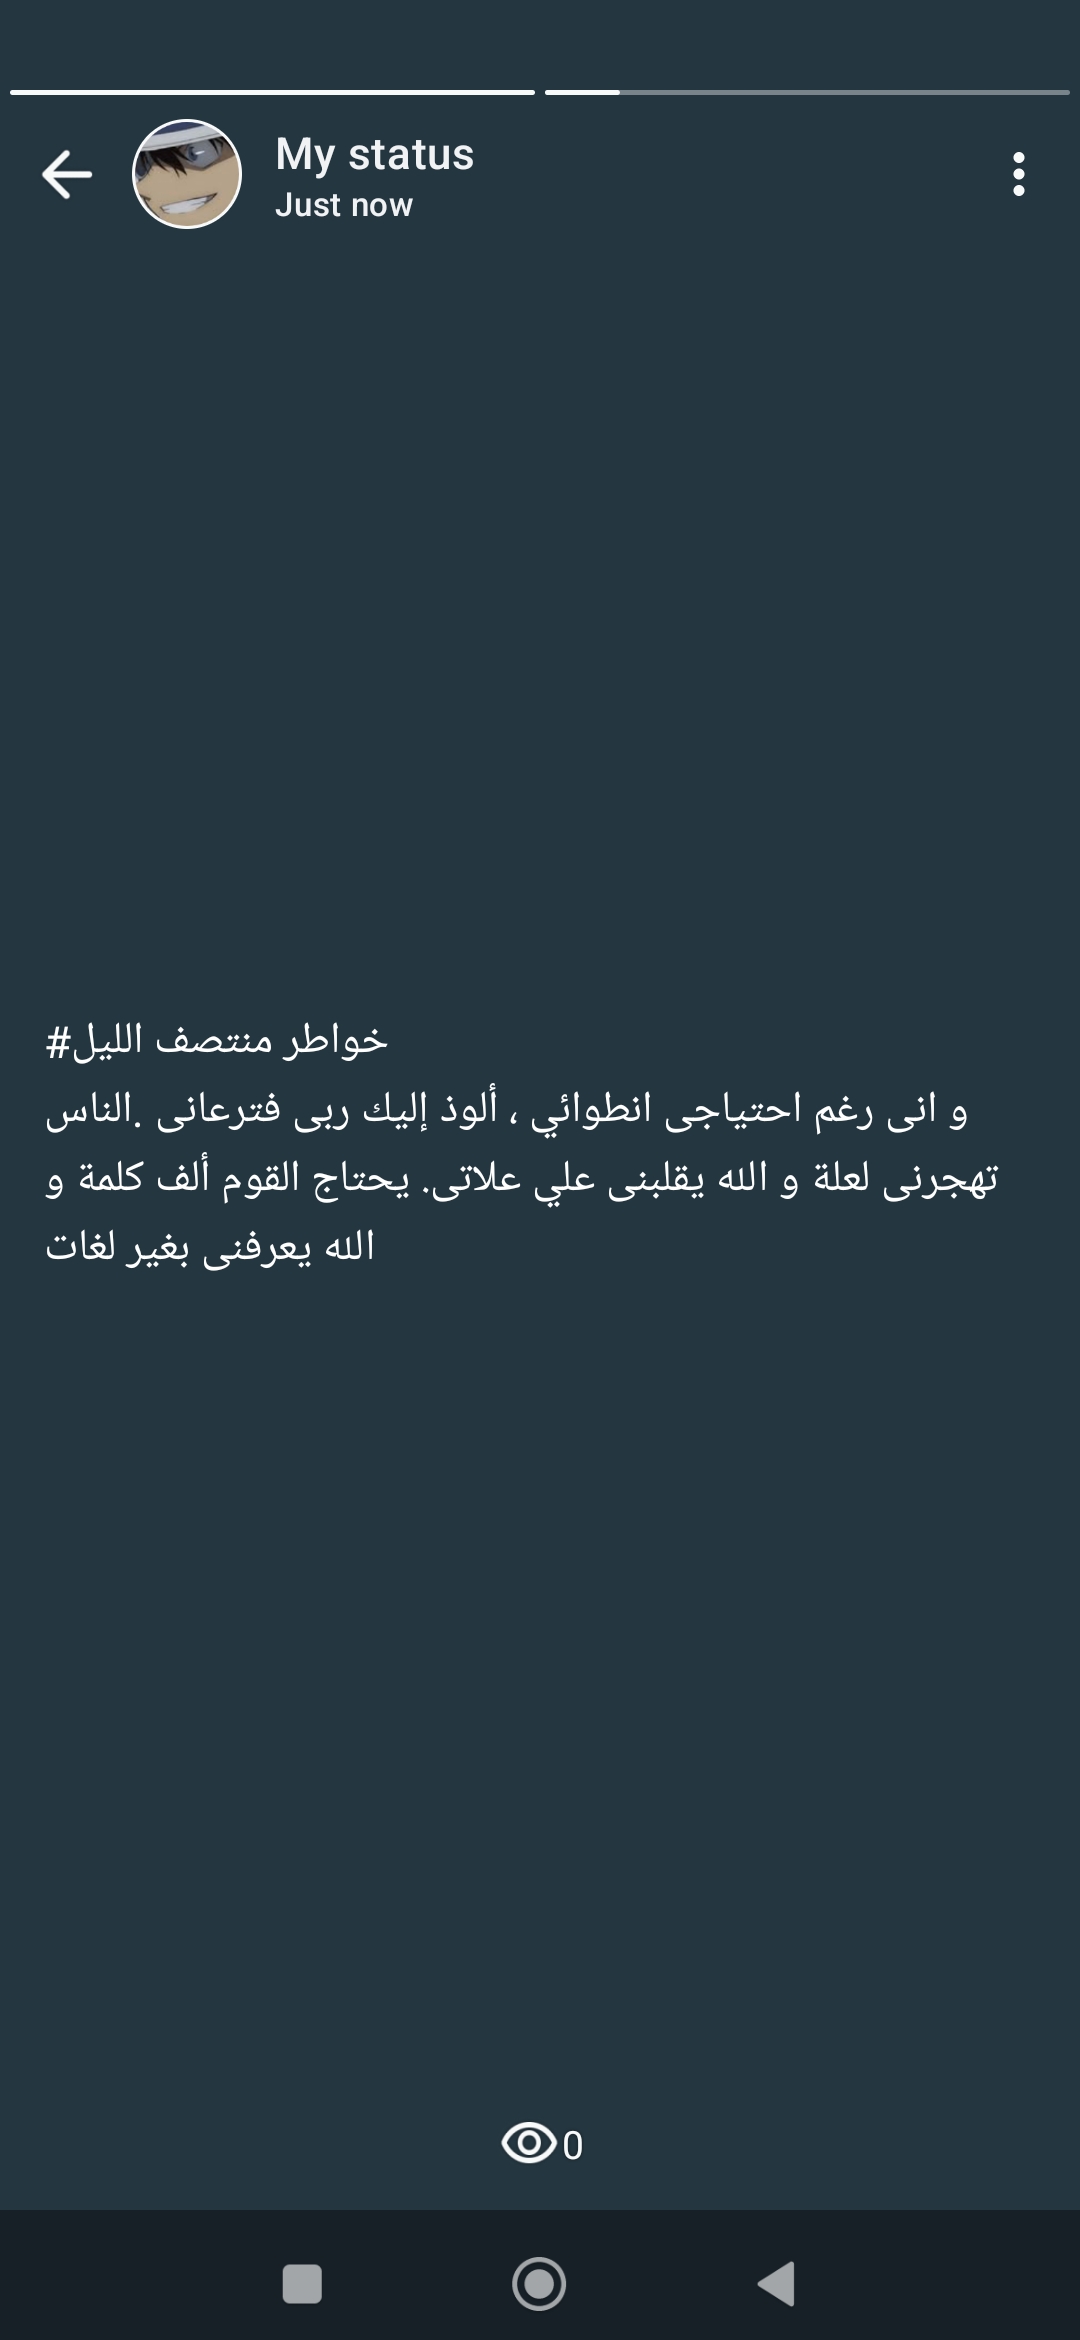 My status
Just now
#خواطر منتصف الليل
و انى رغم احتياجى انطوائي ، ألوذ إليك ربى فترعانى .الناس
تهجرنى لعلة و الله يقلبنى علي علاتى. يحتاج القوم ألف كلمة و
الله يعرفنى بغير لغات
0